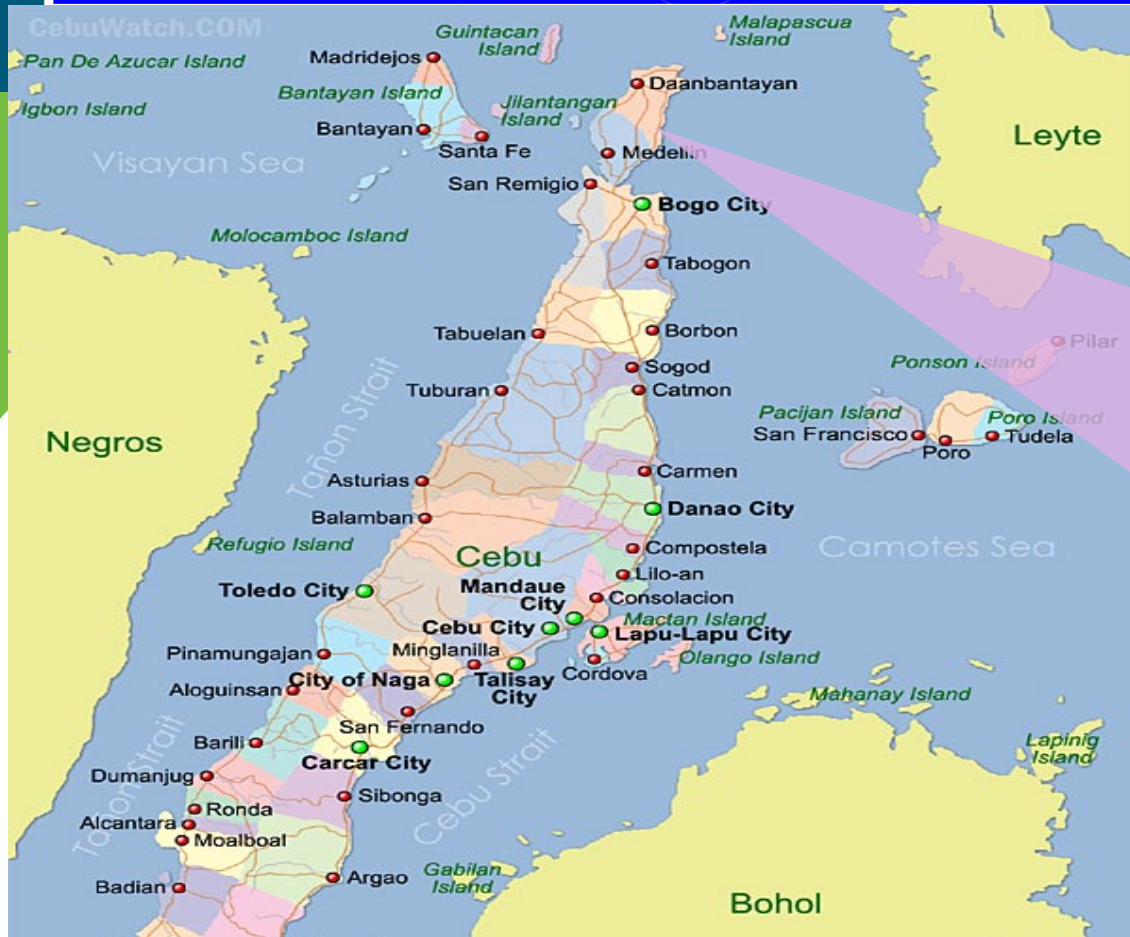 CebuWatch.COM
Guintacan
Island
Malapascua
Island
Madridejos
Pan De Azucar Island
Daanbantayan
Bantayan Island
Jilantangan
Island
Igbon Island
Bantayan
Santa Fe
Leyte
Medellin
Visayan Sea
San Remigio
Bogo City
Molocamboc Island
Tabogon
Tabuelan
Borbon
Pilar
Ponson Island
Sogod
Tuburan
Catmon
Tañon Strait
Pacijan Island
Poro Island
San Francisco
Tudela
Poro
Negros
Carmen
Asturias
Danao City
Balamban
Refugio Island
Cebu
Compostela
Camotes Sea
Lilo-an
Toledo City
Mandaue
City
Consolacion
Mactan Island
Cebu City
Lapu-Lapu City
Pinamungajan
Minglanilla
Olango Island
Cordova
City of Naga
Talisay
City
Aloguinsan
Mahanay Island
San Fernando
Barili
Carcar City
Lapinig
Island
Tañon Strait
Cebu Strait
Dumanjug
Sibonga
Ronda
Alcantara
Moalboal
Argao
Gabilan
Island
Badian
Bohol